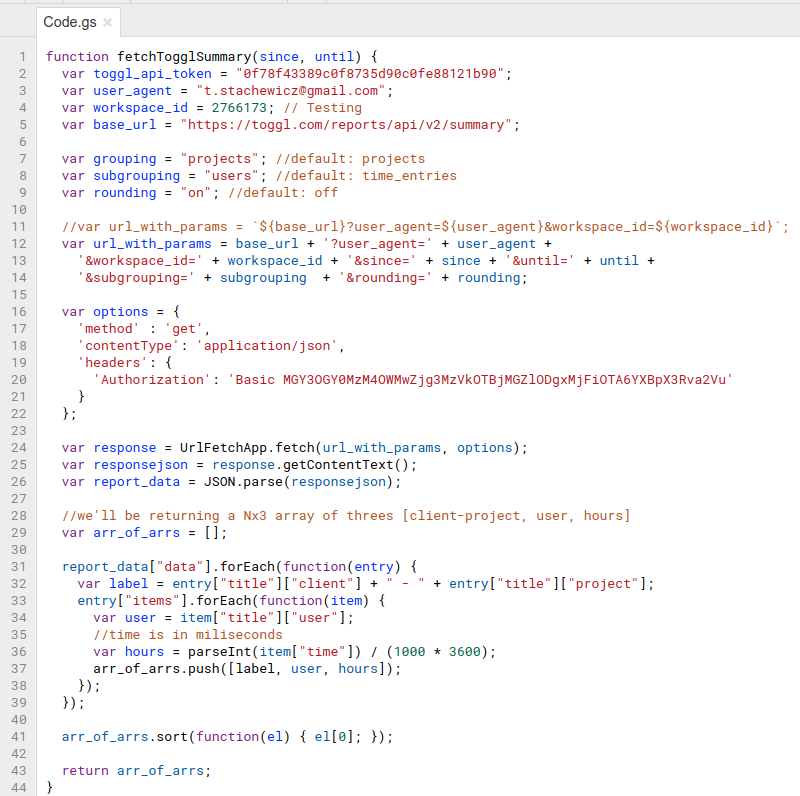 Code.gs ×
1 function fetchTogglSummary(since, until) {
2   var toggl_api_token = "0f78f43389c0f8735d90c0fe88121b90";
3   var user_agent = "t.stachewicz@gmail.com";
4   var workspace_id = 2766173; // Testing
5   var base_url = "https://toggl.com/reports/api/v2/summary";
6
7   var grouping = "projects"; //default: projects
8   var subgrouping = "users"; //default: time_entries
9   var rounding = "on"; //default: off
10
11   //var url_with_params = `${base_url}?user_agent=${user_agent}&workspace_id=${workspace_id}`;
12   var url_with_params = base_url + '?user_agent=' + user_agent +
13     '&workspace_id=' + workspace_id + '&since=' + since + '&until=' + until +
14     '&subgrouping=' + subgrouping  + '&rounding=' + rounding;
15
16   var options = {
17     'method' : 'get',
18     'contentType': 'application/json',
19     'headers': {
20       'Authorization': 'Basic MGY3OGY0MzM4OWMwZjg3MzVkOTBjMGZlODgxMjFiOTA6YXBpX3Rva2Vu'
21     }
22   };
23
24   var response = UrlFetchApp.fetch(url_with_params, options);
25   var responsejson = response.getContentText();
26   var report_data = JSON.parse(responsejson);
27
28   //we'll be returning a Nx3 array of threes [client-project, user, hours]
29   var arr_of_arrs = [];
30
31   report_data["data"].forEach(function(entry) {
32     var label = entry["title"]["client"] + " - " + entry["title"]["project"];
33     entry["items"].forEach(function(item) {
34       var user = item["title"]["user"];
35       //time is in miliseconds
36       var hours = parseInt(item["time"]) / (1000 * 3600);
37       arr_of_arrs.push([label, user, hours]);
38     });
39   });
40
41   arr_of_arrs.sort(function(el) { el[0]; });
42
43   return arr_of_arrs;
44 }